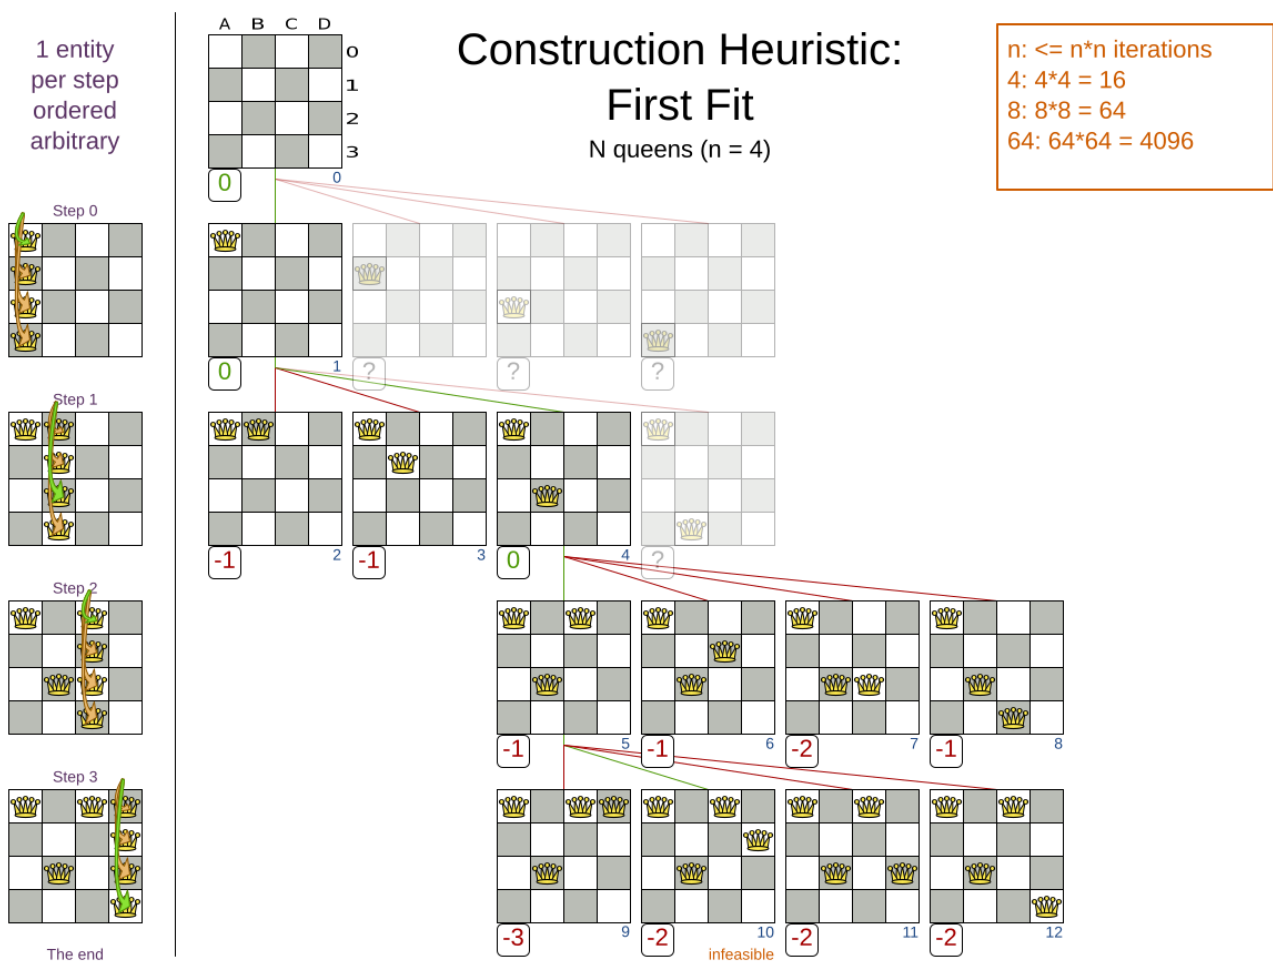 1 entity
per step
ordered
arbitrary
A B C D
0
1
2
3
Construction Heuristic:
First Fit
N queens (n = 4)
n: <= n*n iterations
4: 4*4 = 16
8: 8*8 = 64
64: 64*64 = 4096
0 0
Step 0
0 1 ? ? ?
Step 1
-1 2 -1 3 0 4 ?
Step 2
-1 5 -1 6 -2 7 -1 8
Step 3
-3 9 -2 10 -2 11 -2 12
The end
infeasible